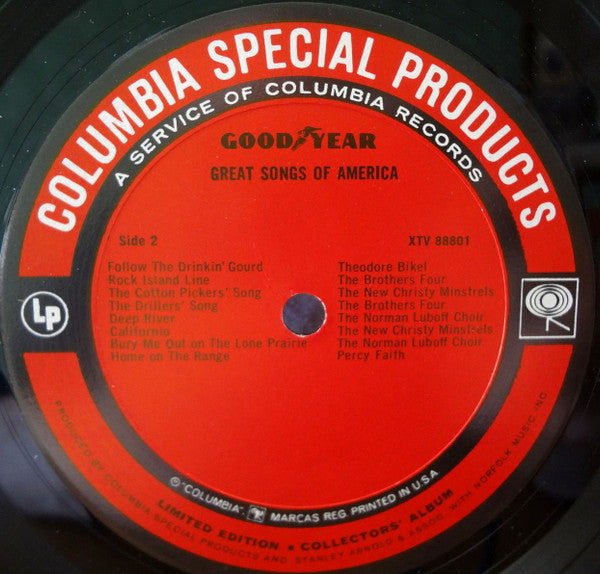 COLUMBIA SPECIAL PRODUCTS
A SERVICE OF COLUMBIA RECORDS
GOODYEAR
GREAT SONGS OF AMERICA
Side 2 XTV 88801
Follow The Drinkin' Gourd Theodore Bikel
Rock Island Line The Brothers Four
The Cotton Pickers' Song The New Christy Minstrels
The Drillers' Song The Brothers Four
Deep River The Norman Luboff Choir
Californio The New Christy Minstrels
Bury Me Out on The Lone Prairie The Norman Luboff Choir
Home on the Range Percy Faith
LP
® "COLUMBIA", MARCAS REG. PRINTED IN U.S.A.
LIMITED EDITION • COLLECTORS' ALBUM
PRODUCED BY COLUMBIA SPECIAL PRODUCTS AND STANLEY ARNOLD & ASSOC. WITH NORFOLK MUSIC, INC.